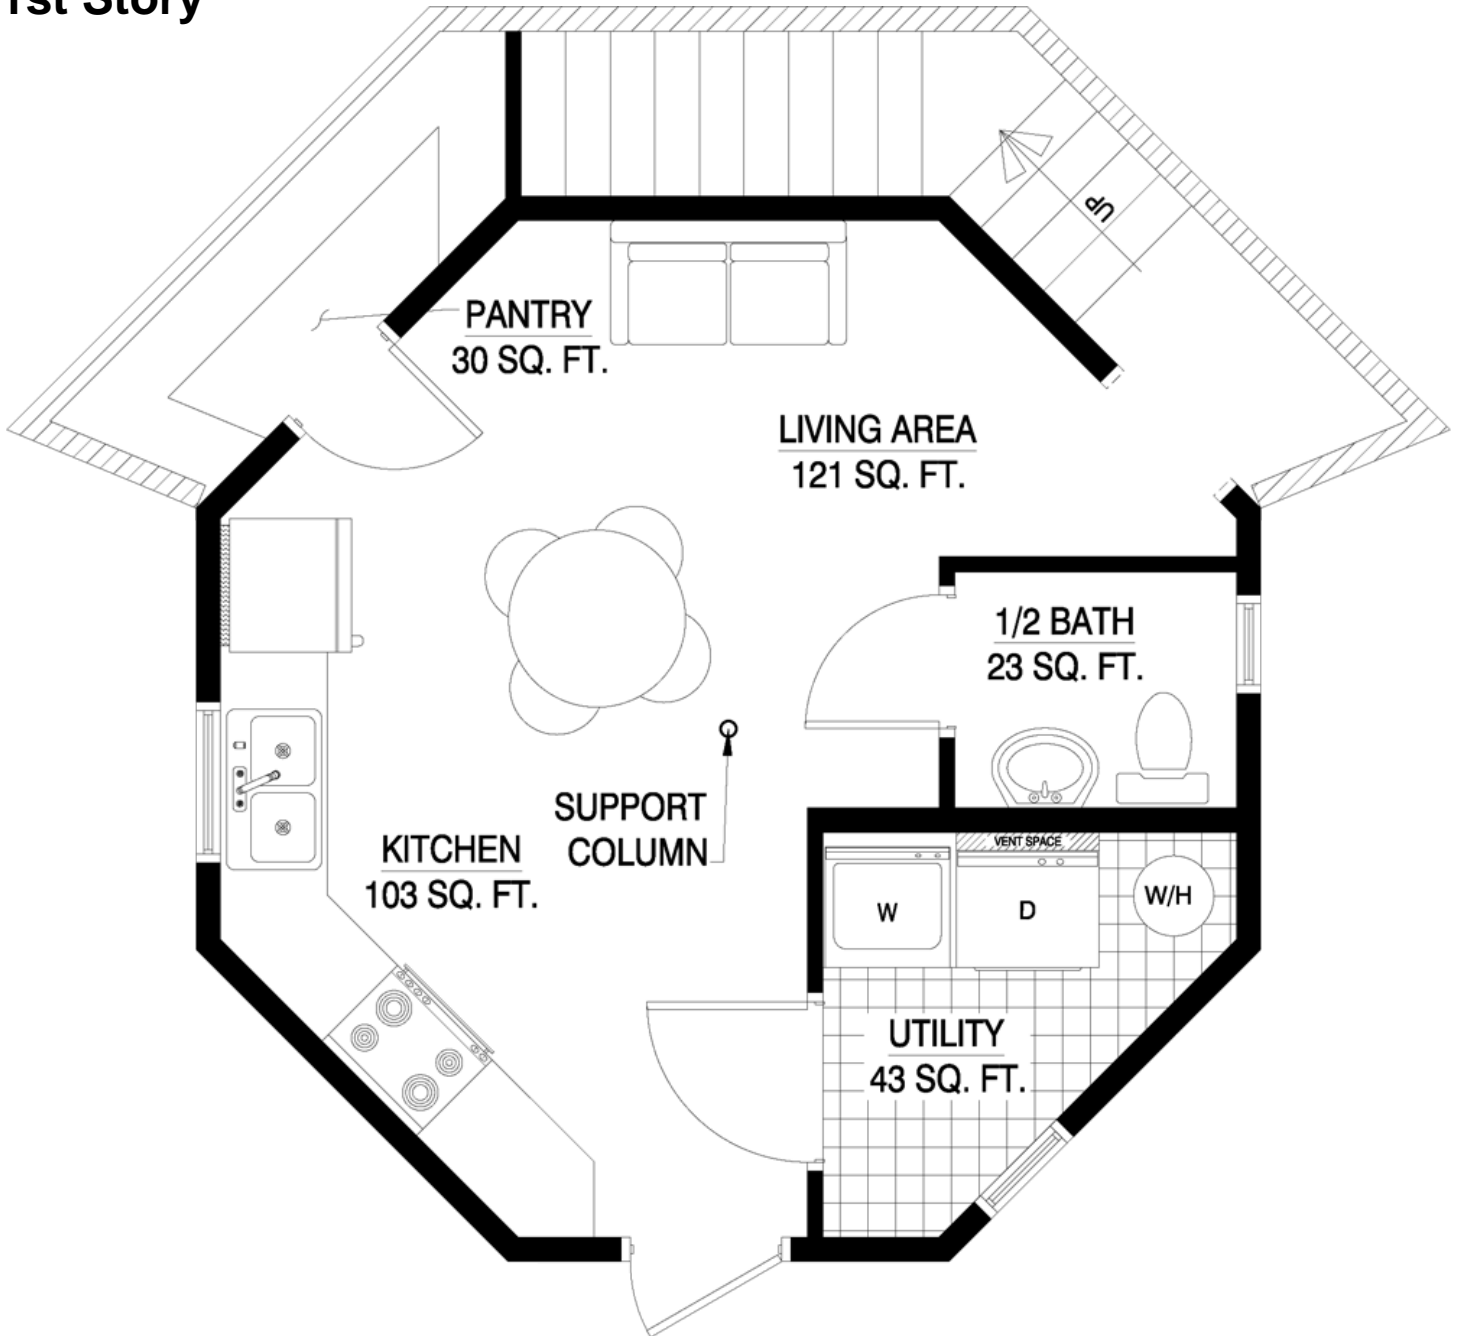 1st Story
UP
PANTRY
30 SQ. FT.
LIVING AREA
121 SQ. FT.
1/2 BATH
23 SQ. FT.
SUPPORT
COLUMN
KITCHEN
103 SQ. FT.
VENT SPACE
W
D
W/H
UTILITY
43 SQ. FT.